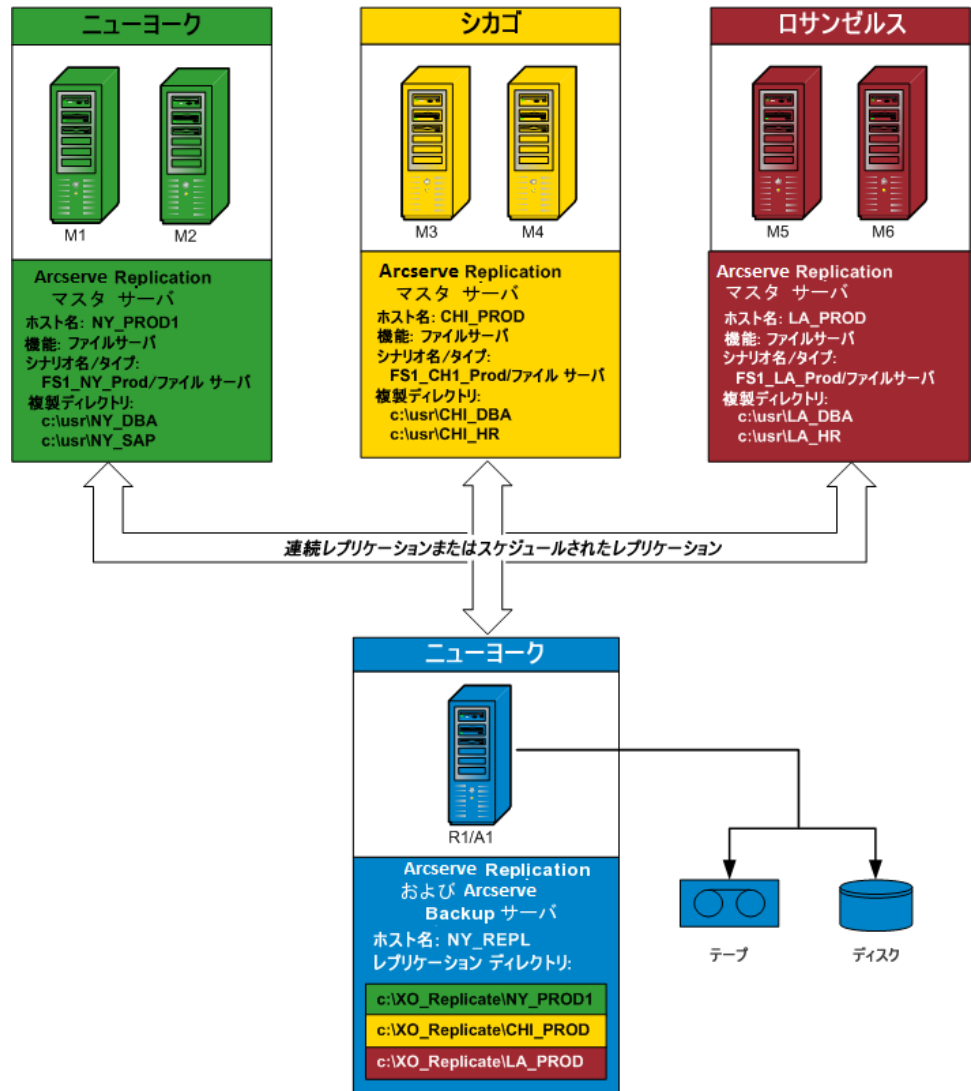 ニューヨーク
M1
M2
Arcserve Replication
マスタ サーバ
ホスト名: NY_PROD1
機能: ファイルサーバ
シナリオ名/タイプ:
FS1_NY_Prod/ファイル サーバ
複製ディレクトリ:
c:\usr\NY_DBA
c:\usr\NY_SAP
シカゴ
M3
M4
Arcserve Replication
マスタ サーバ
ホスト名: CHI_PROD
機能: ファイルサーバ
シナリオ名/タイプ:
FS1_CH1_Prod/ファイル サーバ
複製ディレクトリ:
c:\usr\CHI_DBA
c:\usr\CHI_HR
ロサンゼルス
M5
M6
Arcserve Replication
マスタ サーバ
ホスト名: LA_PROD
機能: ファイルサーバ
シナリオ名/タイプ:
FS1_LA_Prod/ファイルサーバ
複製ディレクトリ:
c:\usr\LA_DBA
c:\usr\LA_HR
連続レプリケーションまたはスケジュールされたレプリケーション
ニューヨーク
R1/A1
Arcserve Replication
および Arcserve
Backup サーバ
ホスト名: NY_REPL
レプリケーション ディレクトリ:
c:\XO_Replicate\NY_PROD1
c:\XO_Replicate\CHI_PROD
c:\XO_Replicate\LA_PROD
テープ
ディスク